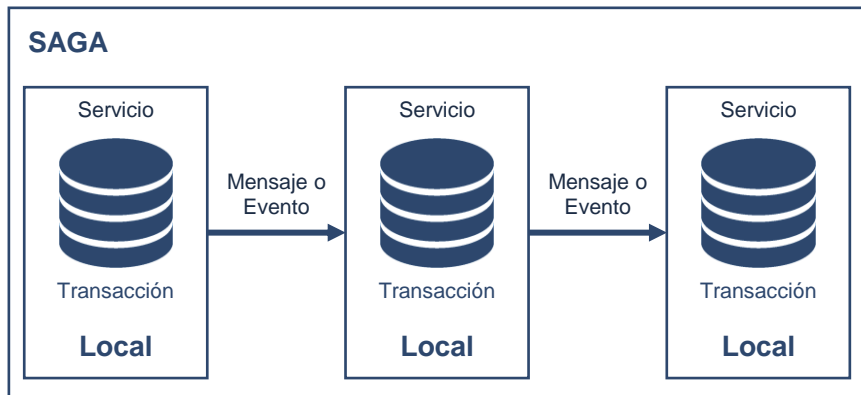 SAGA
Servicio
Transacción
Local
Mensaje o
Evento
Servicio
Transacción
Local
Mensaje o
Evento
Servicio
Transacción
Local